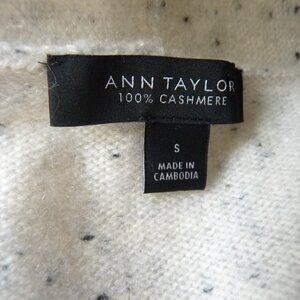 ANN TAYLOR
100% CASHMERE
S
MADE IN
CAMBODIA